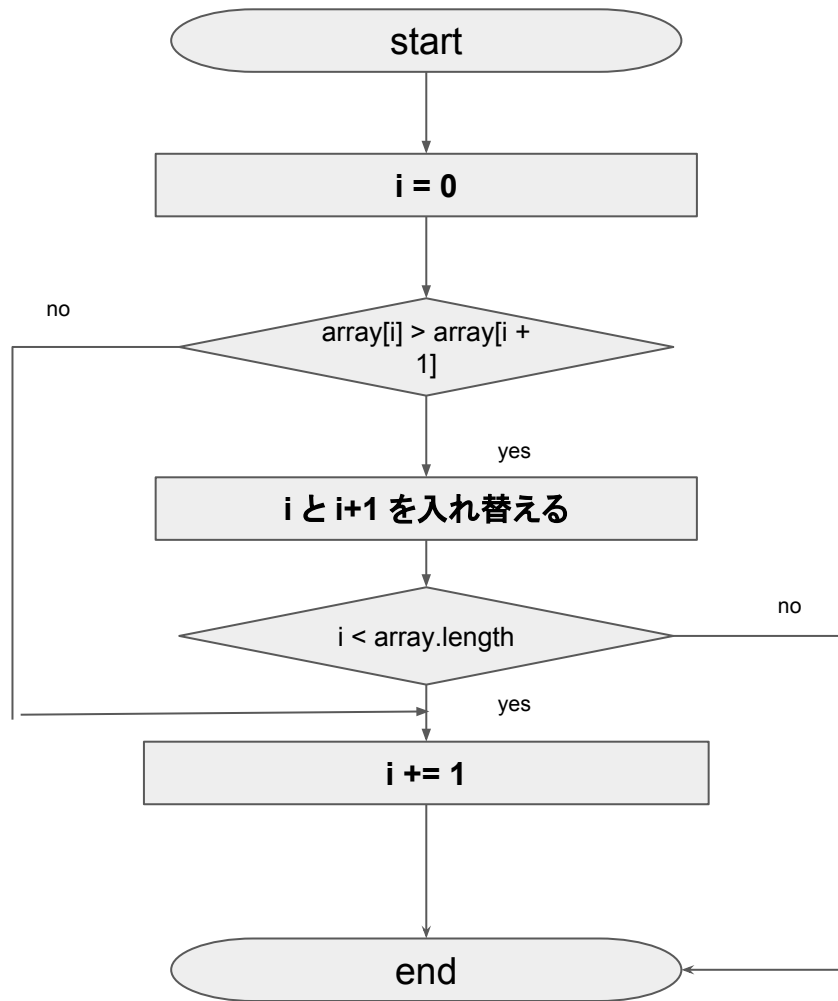 start
i = 0
no
array[i] > array[i +
1]
yes
i と i+1 を入れ替える
no
i < array.length
yes
i += 1
end